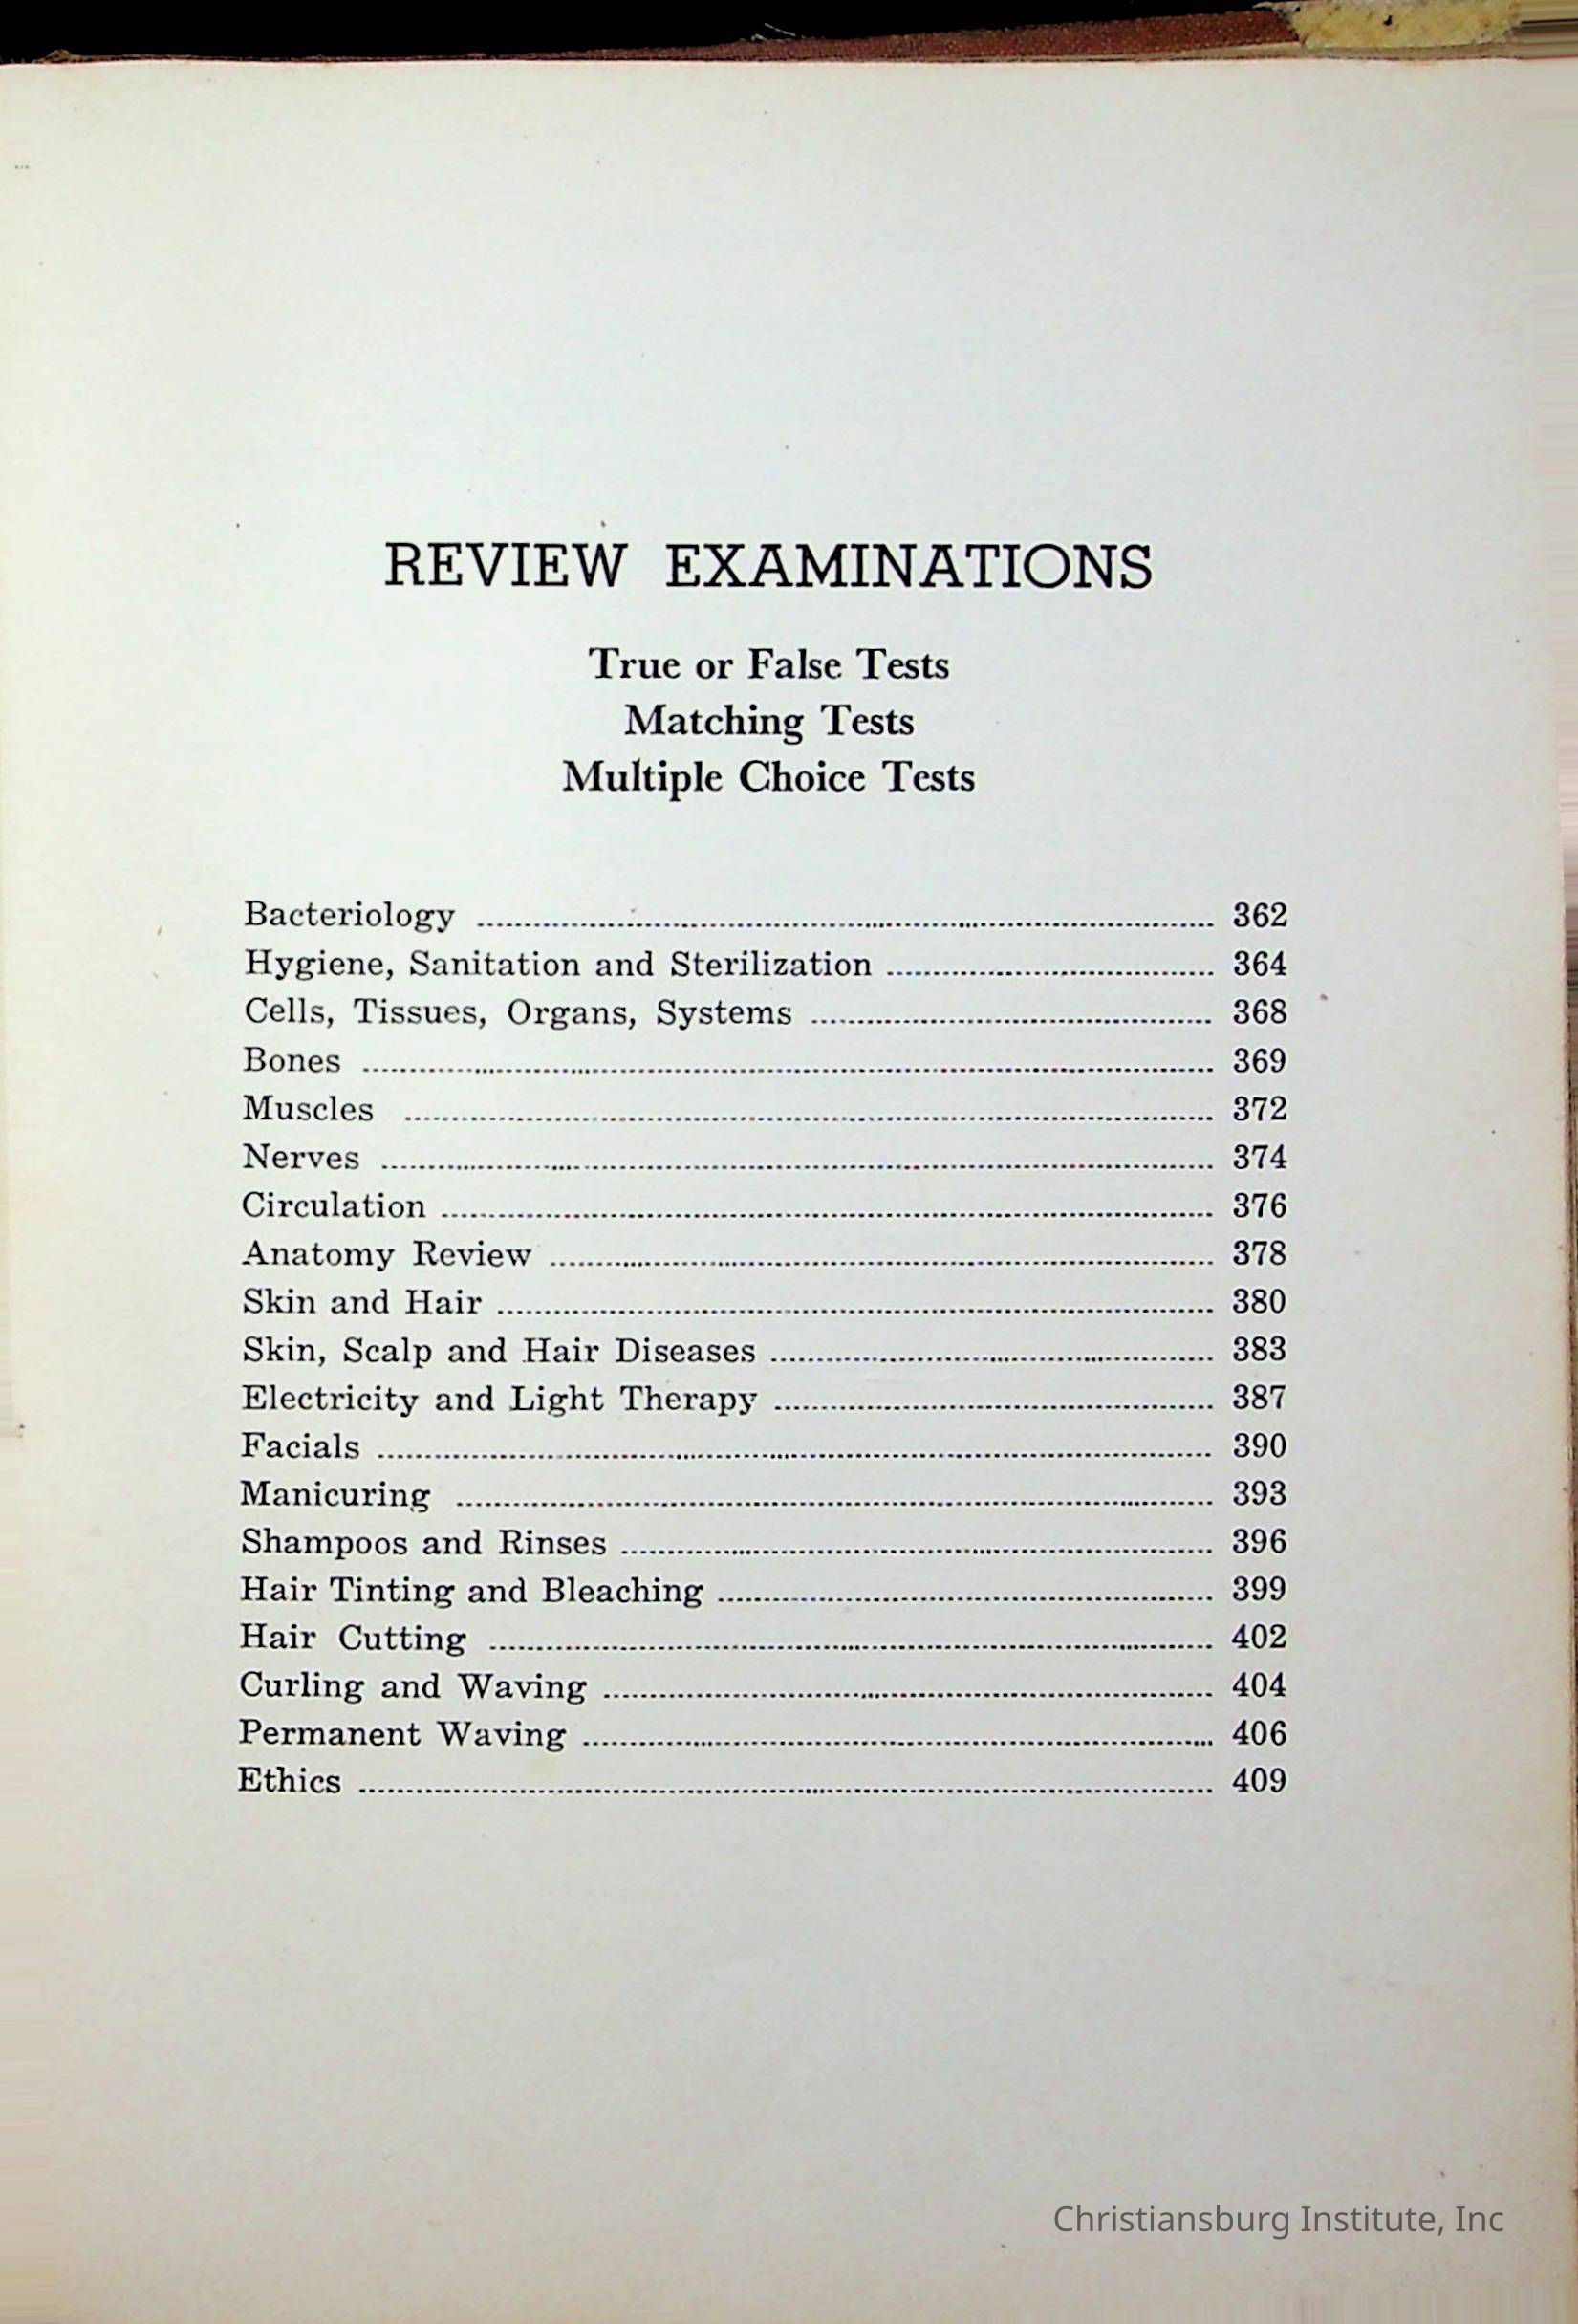 REVIEW EXAMINATIONS
True or False Tests
Matching Tests
Multiple Choice Tests
Bacteriology ........ 362
Hygiene, Sanitation and Sterilization ........ 364
Cells, Tissues, Organs, Systems ........ 368
Bones ........ 369
Muscles ........ 372
Nerves ........ 374
Circulation ........ 376
Anatomy Review ........ 378
Skin and Hair ........ 380
Skin, Scalp and Hair Diseases ........ 383
Electricity and Light Therapy ........ 387
Facials ........ 390
Manicuring ........ 393
Shampoos and Rinses ........ 396
Hair Tinting and Bleaching ........ 399
Hair Cutting ........ 402
Curling and Waving ........ 404
Permanent Waving ........ 406
Ethics ........ 409
Christiansburg Institute, Inc